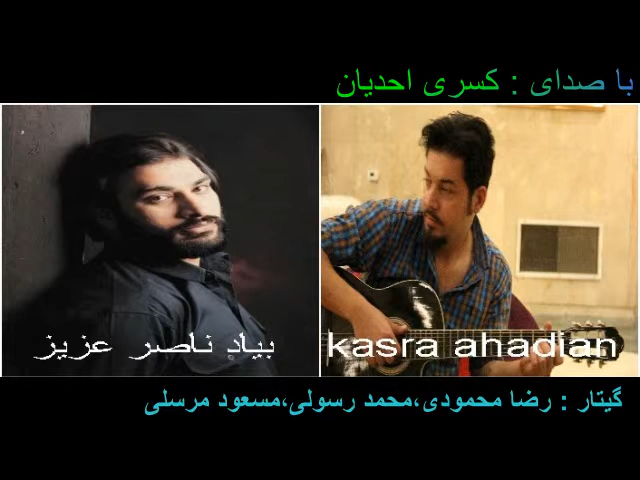 با صدای : کسری احدیان
بیاد ناصر عزیز
kasra ahadian
گیتار : رضا محمودی،محمد رسولی،مسعود مرسلی